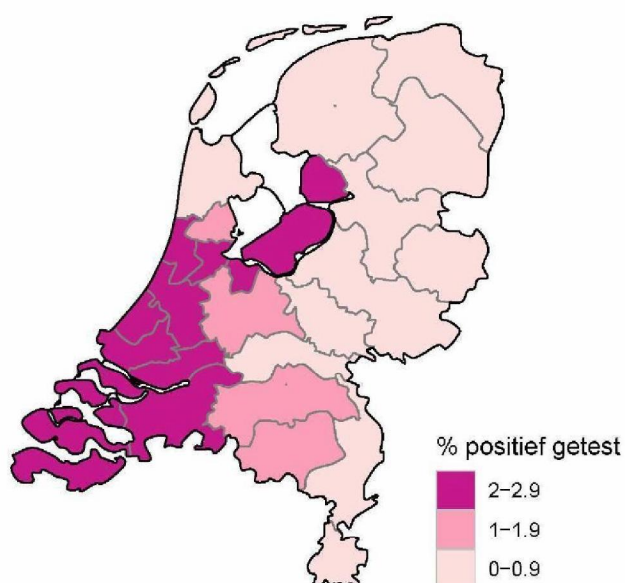 % positief getest
2–2.9
1–1.9
0–0.9